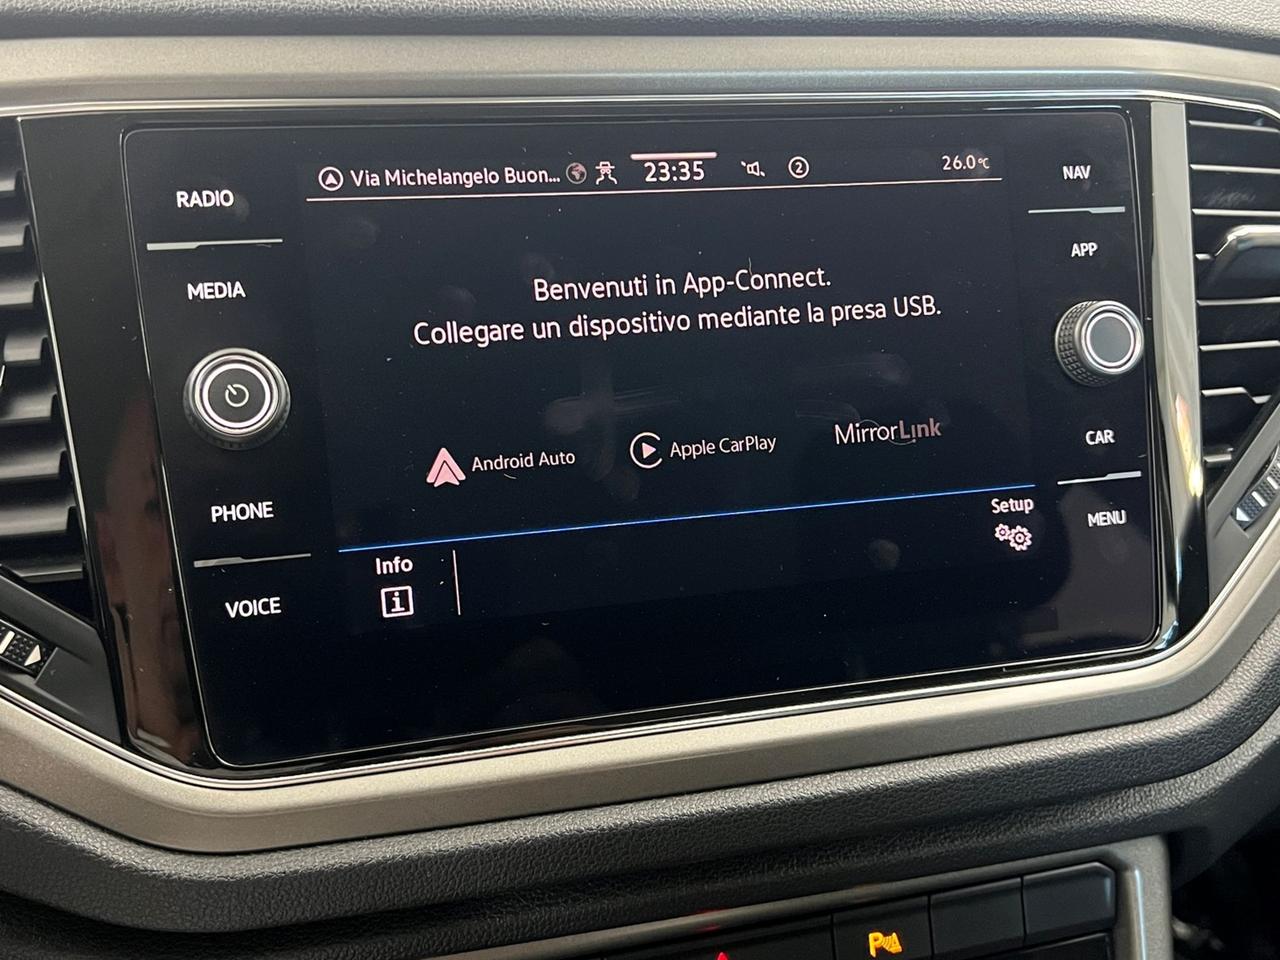 RADIO
MEDIA
PHONE
VOICE
Via Michelangelo Buon... 23:35 2 26.0°C
Benvenuti in App-Connect.
Collegare un dispositivo mediante la presa USB.
Android Auto Apple CarPlay MirrorLink
Setup
Info
i
NAV
APP
CAR
MENU
P